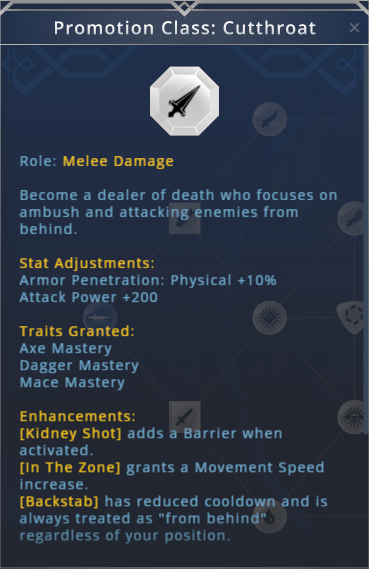 Promotion Class: Cutthroat
Role: Melee Damage
Become a dealer of death who focuses on
ambush and attacking enemies from
behind.
Stat Adjustments:
Armor Penetration: Physical +10%
Attack Power +200
Traits Granted:
Axe Mastery
Dagger Mastery
Mace Mastery
Enhancements:
[Kidney Shot] adds a Barrier when
activated.
[In The Zone] grants a Movement Speed
increase.
[Backstab] has reduced cooldown and is
always treated as "from behind"
regardless of your position.